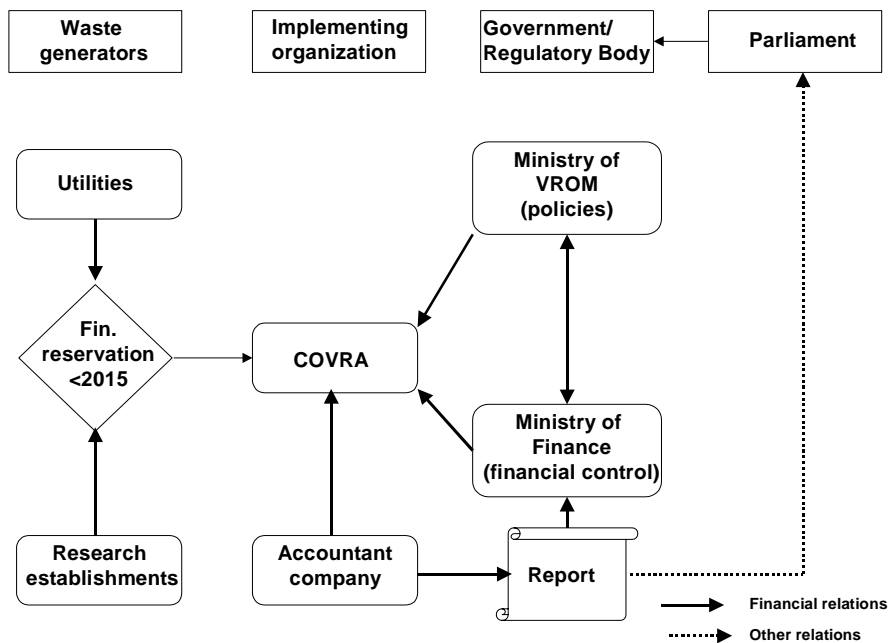 Waste
generators
Implementing
organization
Government/
Regulatory Body
Parliament
Utilities
Ministry of
VROM
(policies)
Fin.
reservation
<2015
COVRA
Ministry of
Finance
(financial control)
Research
establishments
Accountant
company
Report
Financial relations
Other relations